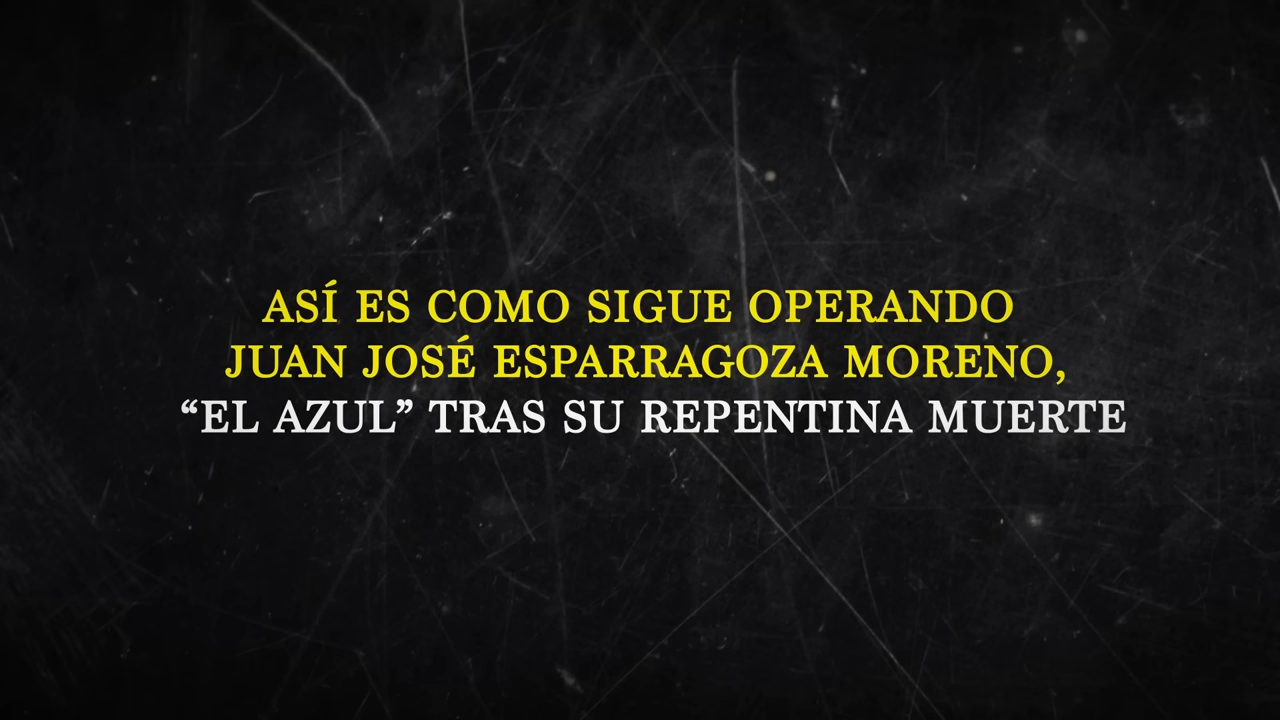 ASÍ ES COMO SIGUE OPERANDO
JUAN JOSÉ ESPARRAGOZA MORENO,
“EL AZUL” TRAS SU REPENTINA MUERTE